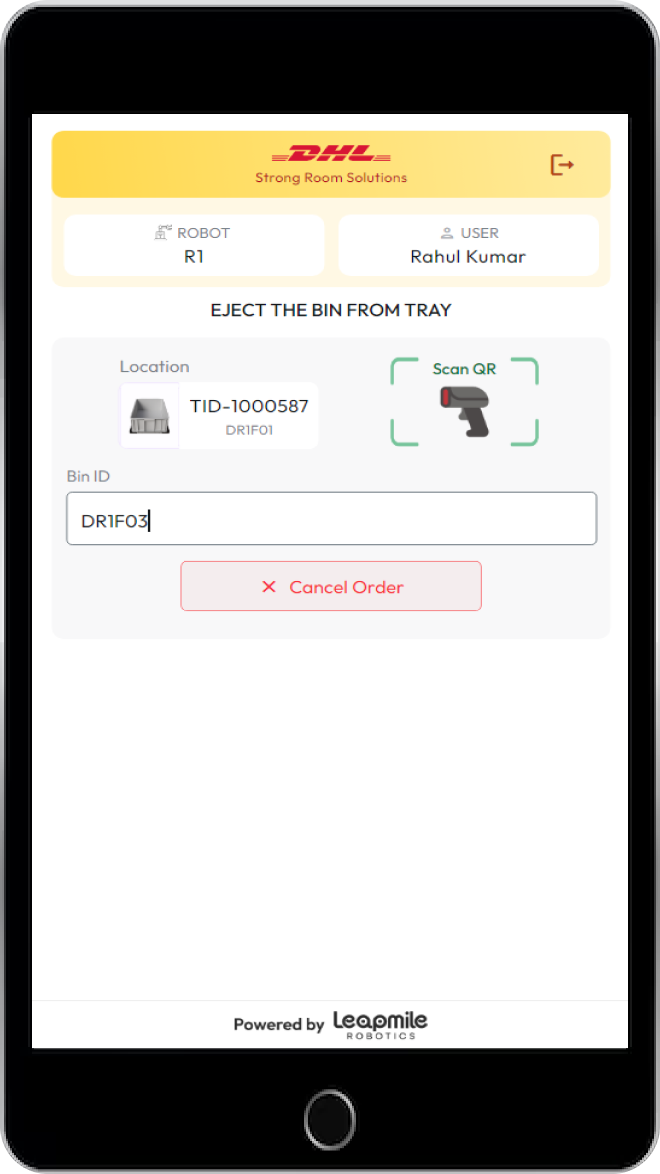 DHL
Strong Room Solutions
ROBOT
R1
USER
Rahul Kumar
EJECT THE BIN FROM TRAY
Location
TID-1000587
DR1F01
Scan QR
Bin ID
DR1F03
× Cancel Order
Powered by Leapmile
ROBOTICS